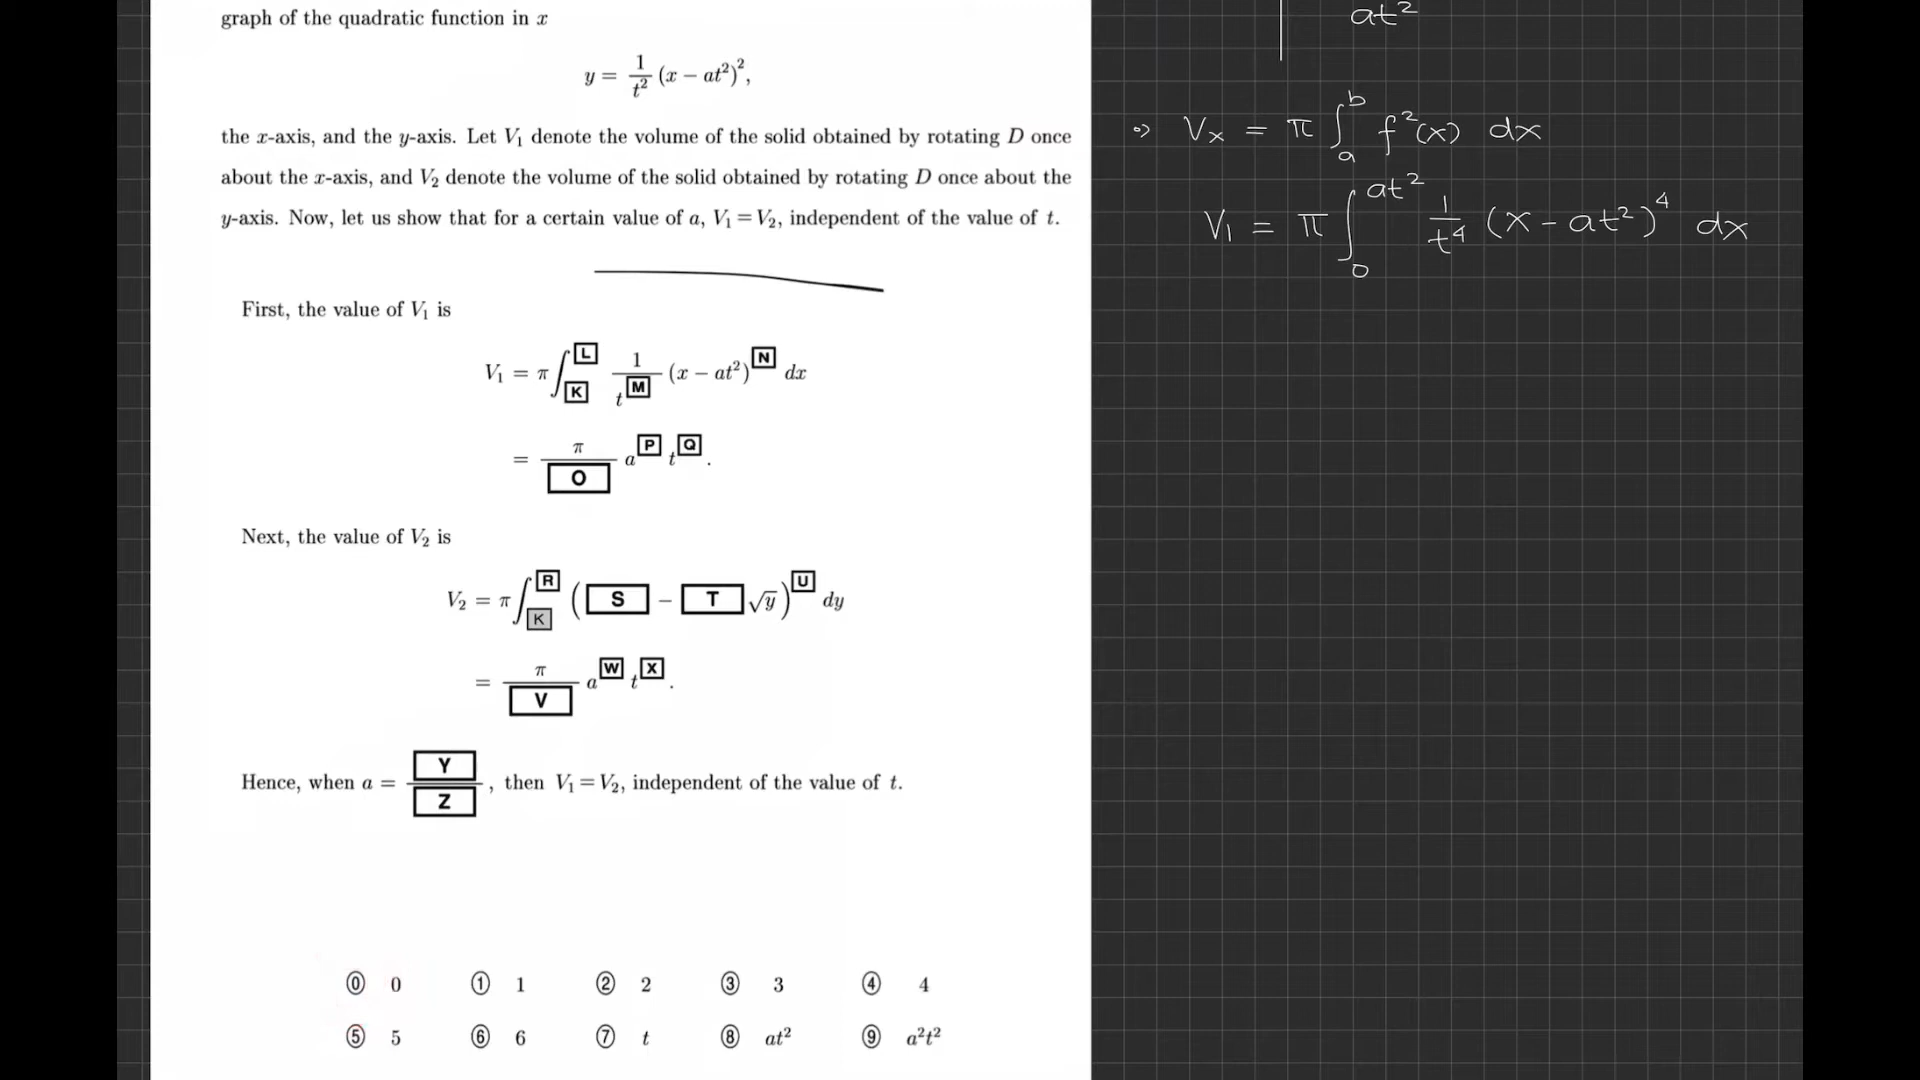 graph of the quadratic function in x
y = 1/t² (x − at²)²,
the x-axis, and the y-axis. Let V₁ denote the volume of the solid obtained by rotating D once
about the x-axis, and V₂ denote the volume of the solid obtained by rotating D once about the
y-axis. Now, let us show that for a certain value of a, V₁ = V₂, independent of the value of t.
First, the value of V₁ is
V₁ = π ∫_K^L 1/t^M (x − at²)^N dx
= π/O a^P t^Q.
Next, the value of V₂ is
V₂ = π ∫_K^R (S − T √y)^U dy
= π/V a^W t^X.
Hence, when a = Y/Z, then V₁ = V₂, independent of the value of t.
⓪ 0 ① 1 ② 2 ③ 3 ④ 4
⑤ 5 ⑥ 6 ⑦ t ⑧ at² ⑨ a²t²
at²
Vx = π ∫_a^b f²(x) dx
V₁ = π ∫_0^{at²} 1/t⁴ (x − at²)⁴ dx